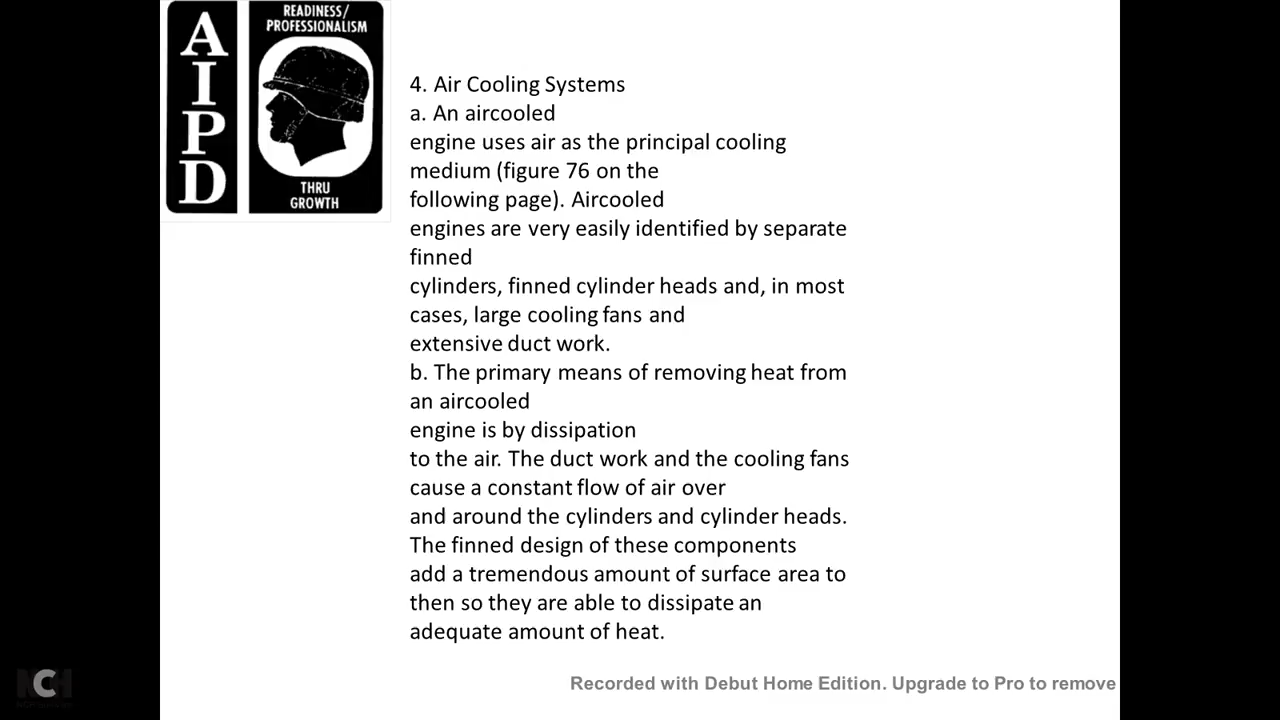 AIPD
READINESS/
PROFESSIONALISM
THRU
GROWTH
4. Air Cooling Systems
a. An aircooled
engine uses air as the principal cooling
medium (figure 76 on the
following page). Aircooled
engines are very easily identified by separate
finned
cylinders, finned cylinder heads and, in most
cases, large cooling fans and
extensive duct work.
b. The primary means of removing heat from
an aircooled
engine is by dissipation
to the air. The duct work and the cooling fans
cause a constant flow of air over
and around the cylinders and cylinder heads.
The finned design of these components
add a tremendous amount of surface area to
then so they are able to dissipate an
adequate amount of heat.
NCH
Recorded with Debut Home Edition. Upgrade to Pro to remove